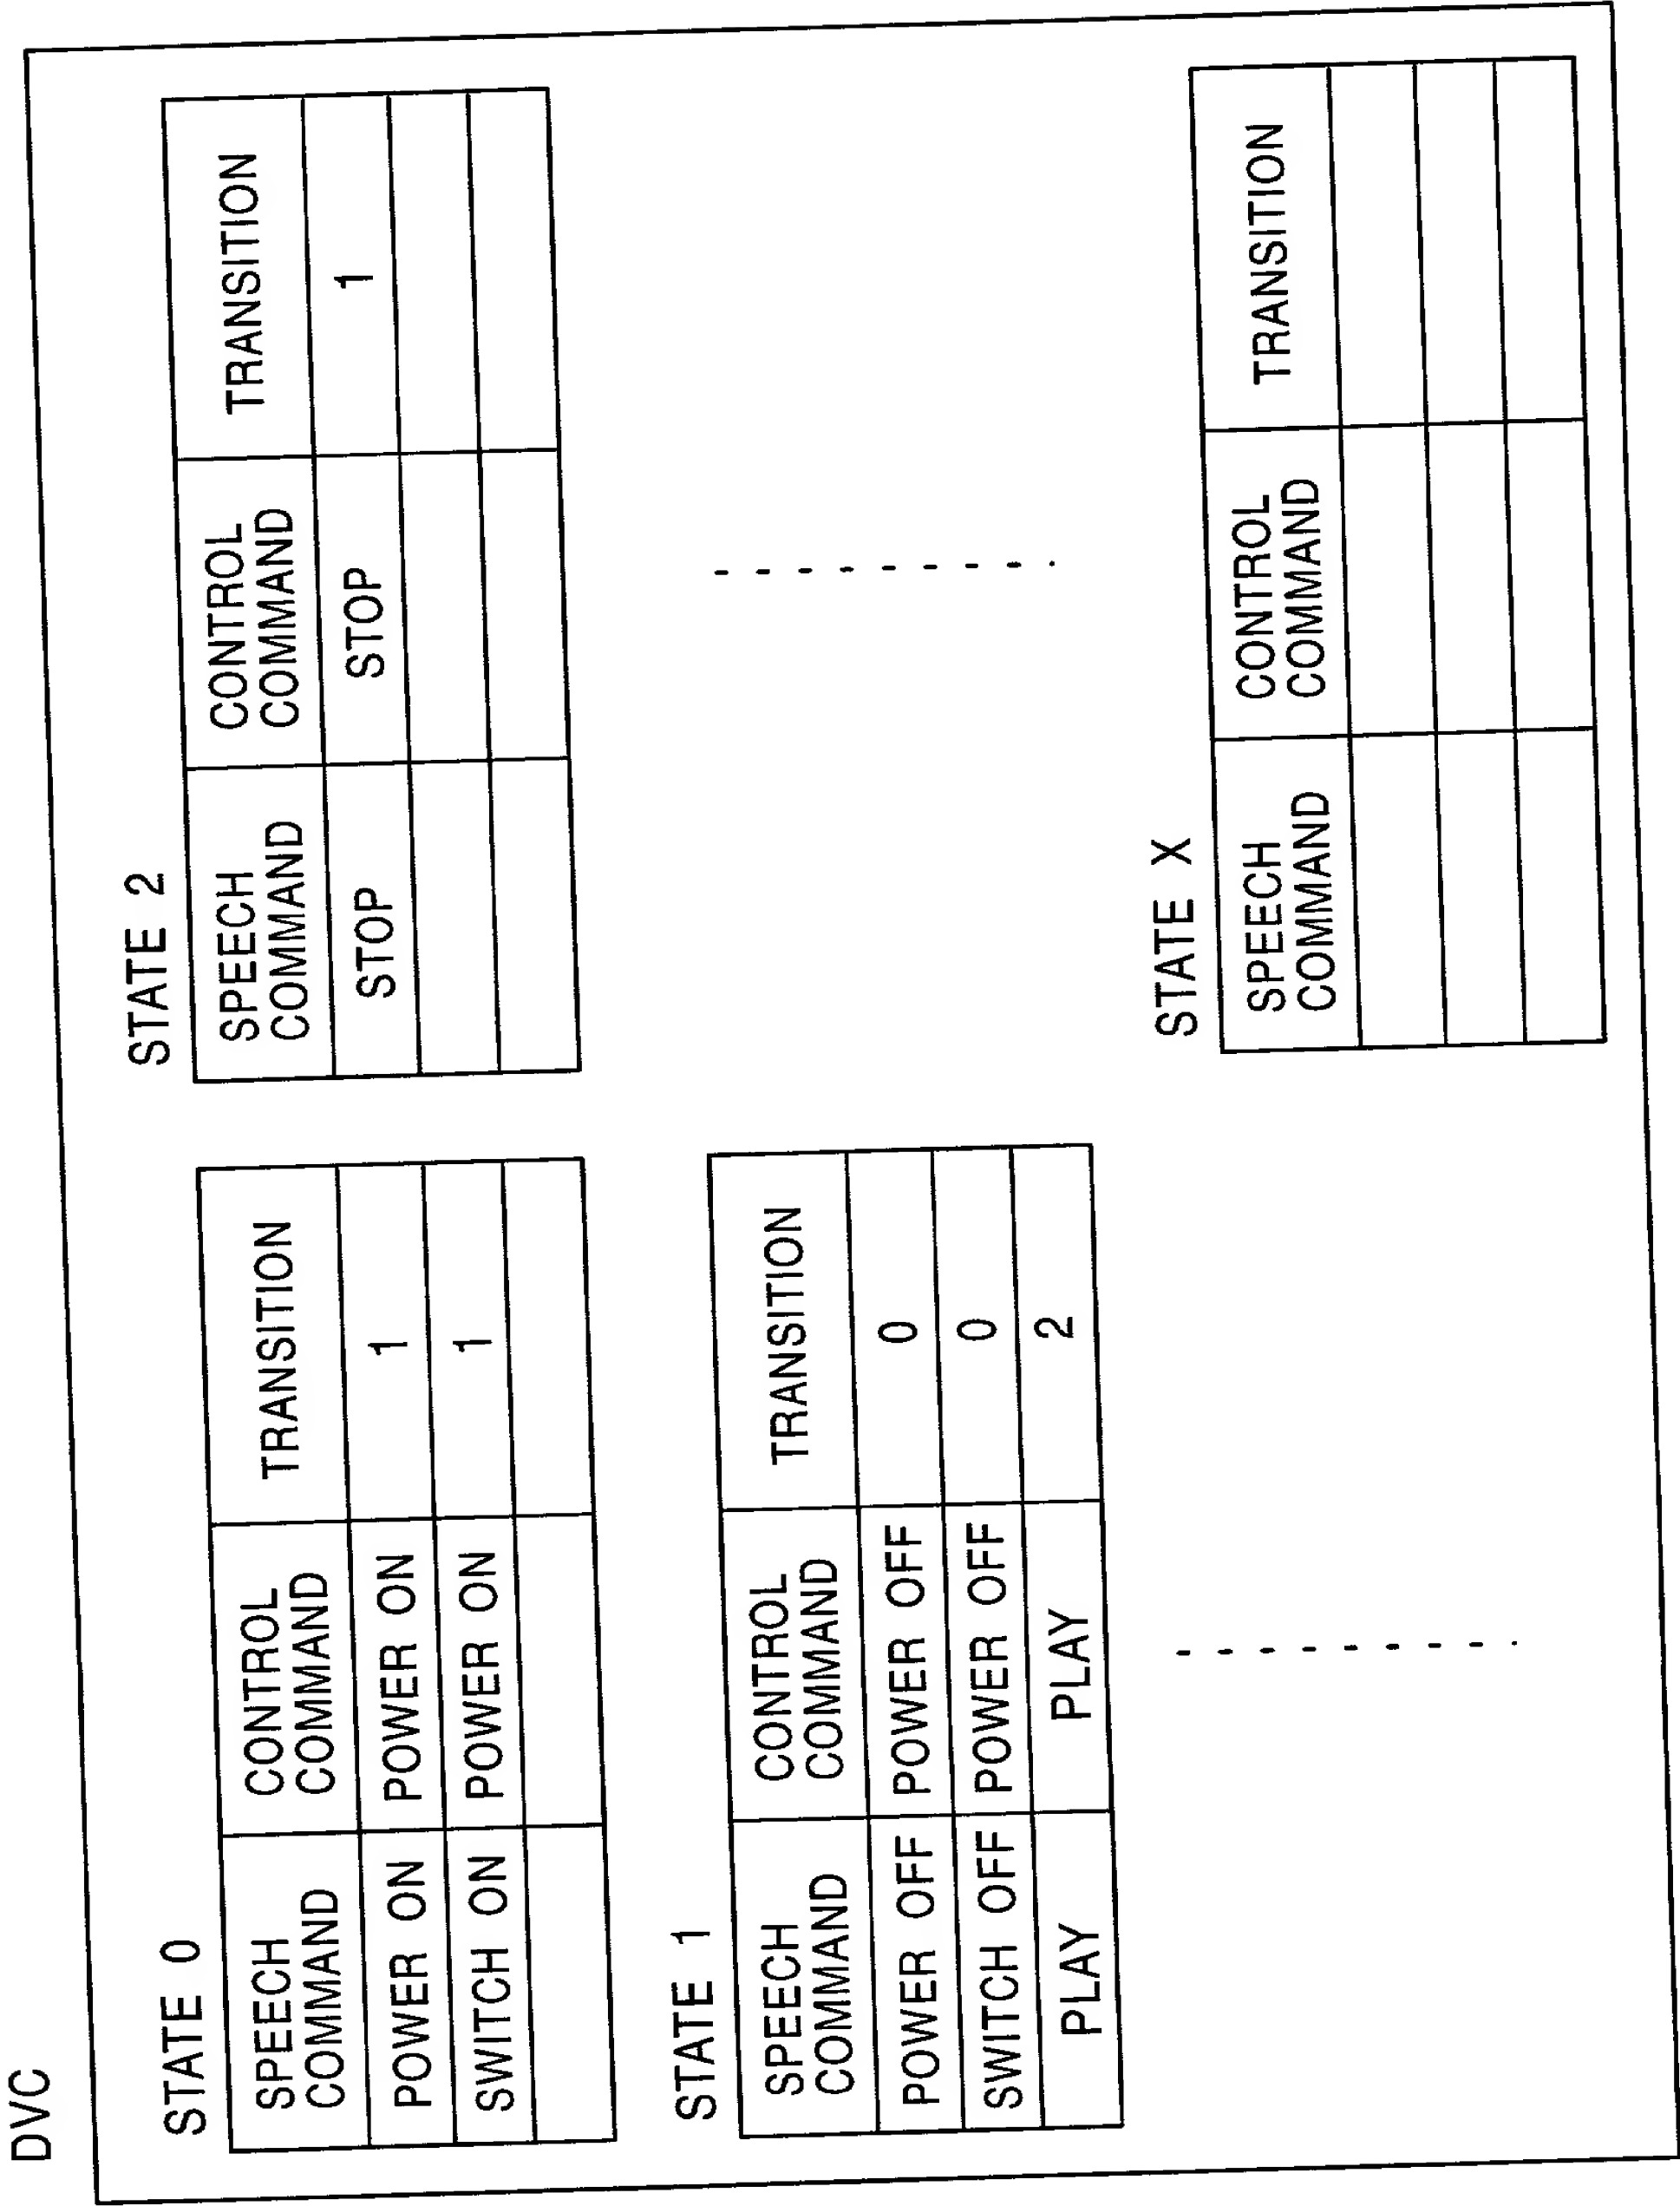 DVC
STATE 0
SPEECH COMMAND CONTROL COMMAND TRANSITION
POWER ON POWER ON 1
SWITCH ON POWER ON 1
STATE 1
SPEECH COMMAND CONTROL COMMAND TRANSITION
POWER OFF POWER OFF 0
SWITCH OFF POWER OFF 0
PLAY PLAY 2
STATE 2
SPEECH COMMAND CONTROL COMMAND TRANSITION
STOP STOP 1
STATE X
SPEECH COMMAND CONTROL COMMAND TRANSITION